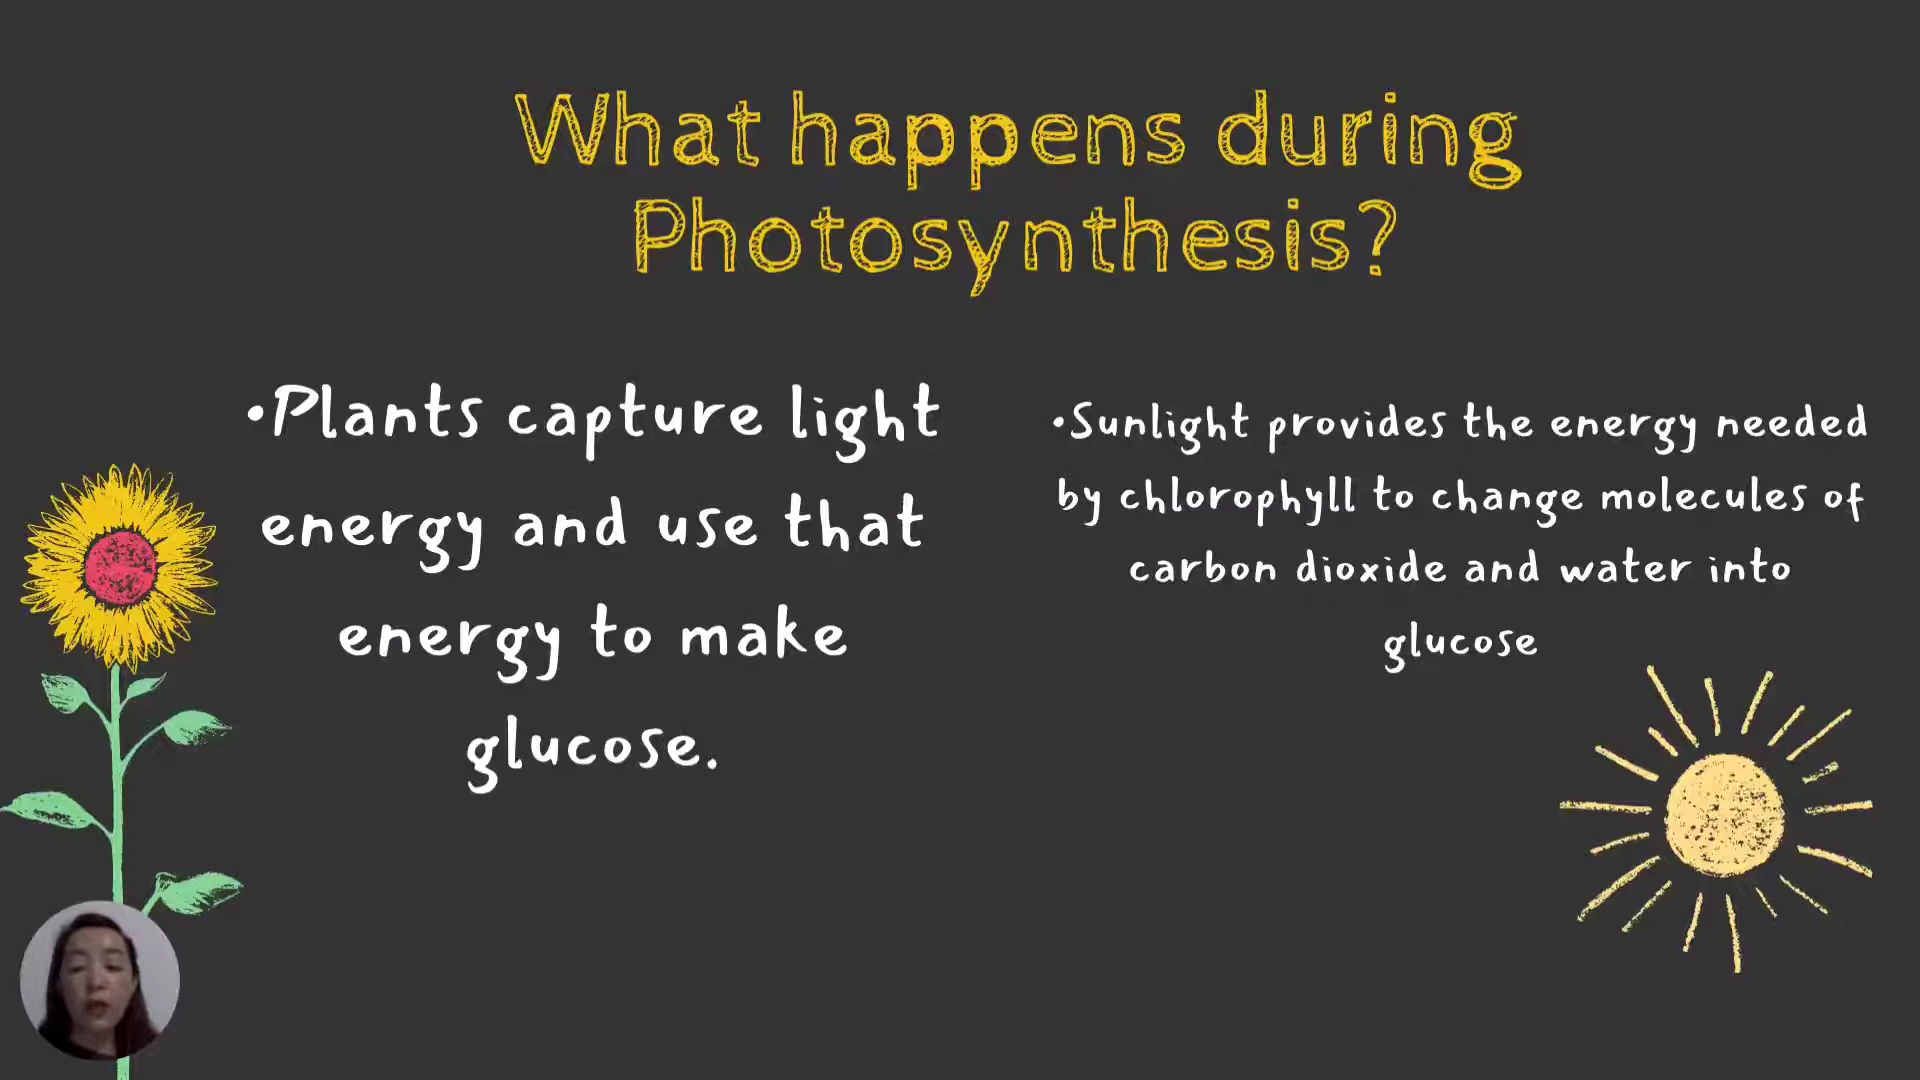 What happens during
Photosynthesis?
•Plants capture light
energy and use that
energy to make
glucose.
•Sunlight provides the energy needed
by chlorophyll to change molecules of
carbon dioxide and water into
glucose